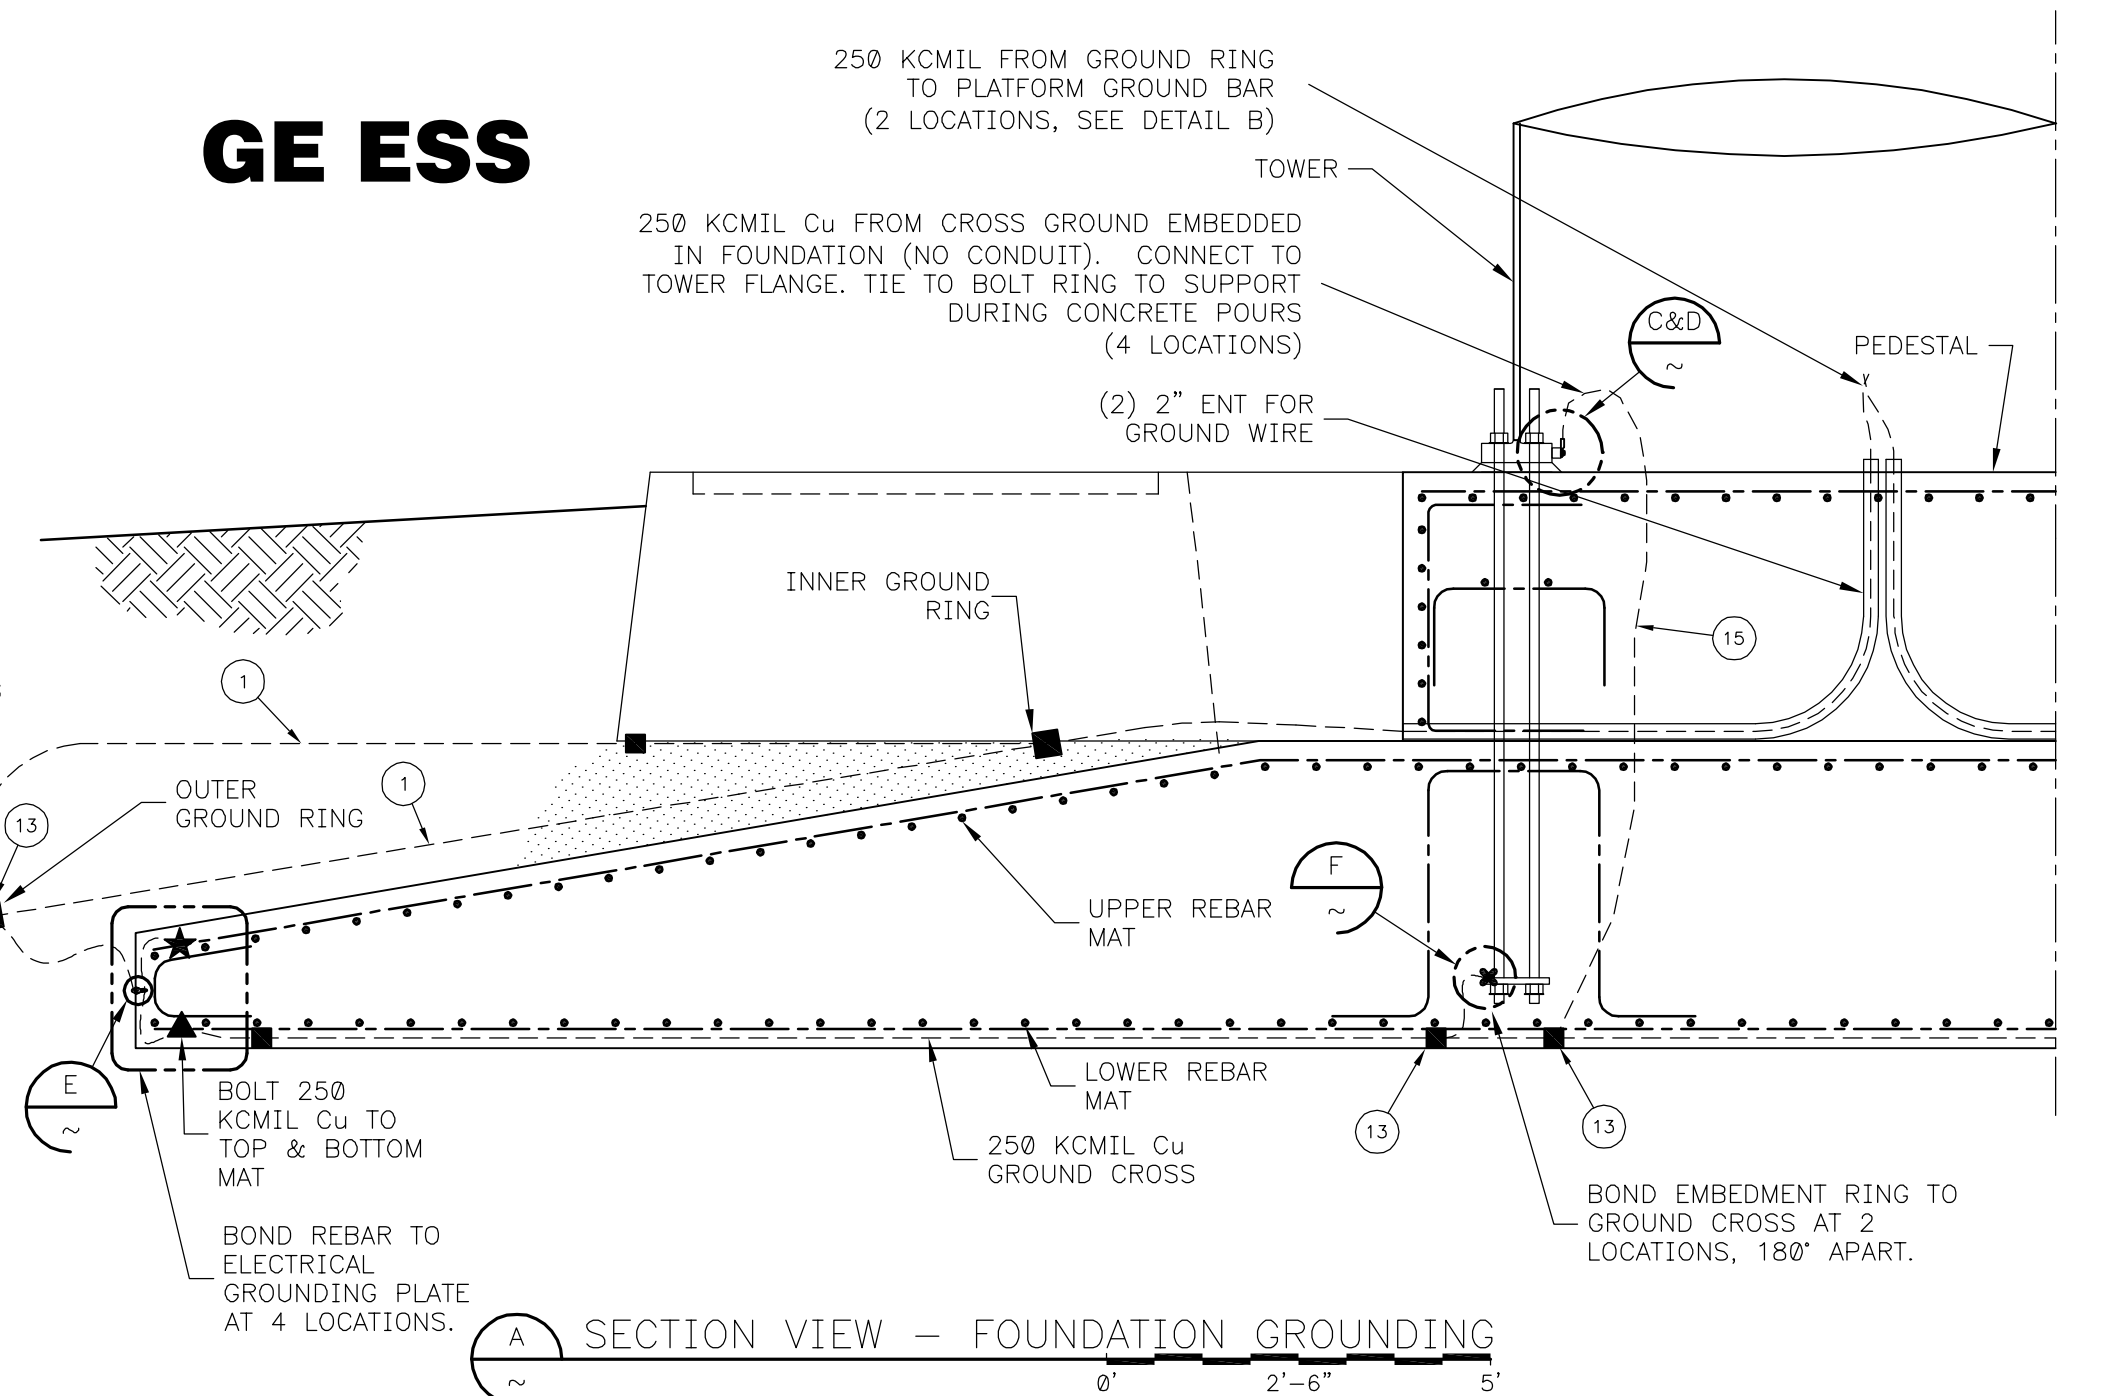 250 KCMIL FROM GROUND RING
TO PLATFORM GROUND BAR
(2 LOCATIONS, SEE DETAIL B)
GE ESS
TOWER
250 KCMIL Cu FROM CROSS GROUND EMBEDDED
IN FOUNDATION (NO CONDUIT). CONNECT TO
TOWER FLANGE. TIE TO BOLT RING TO SUPPORT
DURING CONCRETE POURS
(4 LOCATIONS)
C&D
~
PEDESTAL
(2) 2" ENT FOR
GROUND WIRE
INNER GROUND
RING
15
1
1
OUTER
GROUND RING
13
F
~
UPPER REBAR
MAT
E
~
BOLT 250
KCMIL Cu TO
TOP & BOTTOM
MAT
LOWER REBAR
MAT
13
13
250 KCMIL Cu
GROUND CROSS
BOND EMBEDMENT RING TO
GROUND CROSS AT 2
LOCATIONS, 180° APART.
BOND REBAR TO
ELECTRICAL
GROUNDING PLATE
AT 4 LOCATIONS.
A
~
SECTION VIEW – FOUNDATION GROUNDING
0' 2'–6" 5'